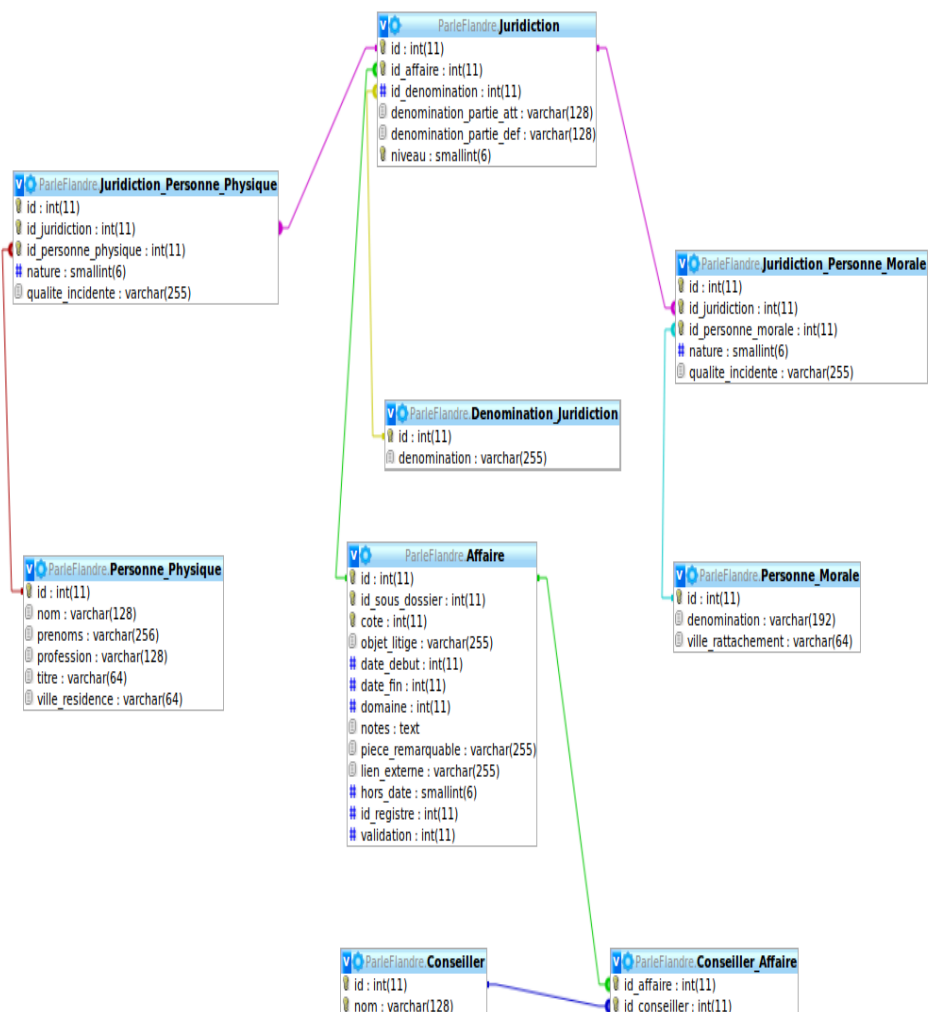 ParleFlandre.Juridiction
id : int(11)
id_affaire : int(11)
id_denomination : int(11)
denomination_partie_att : varchar(128)
denomination_partie_def : varchar(128)
niveau : smallint(6)
ParleFlandre.Juridiction_Personne_Physique
id : int(11)
id_juridiction : int(11)
id_personne_physique : int(11)
nature : smallint(6)
qualite_incidente : varchar(255)
ParleFlandre.Juridiction_Personne_Morale
id : int(11)
id_juridiction : int(11)
id_personne_morale : int(11)
nature : smallint(6)
qualite_incidente : varchar(255)
ParleFlandre.Denomination_Juridiction
id : int(11)
denomination : varchar(255)
ParleFlandre.Personne_Physique
id : int(11)
nom : varchar(128)
prenoms : varchar(256)
profession : varchar(128)
titre : varchar(64)
ville_residence : varchar(64)
ParleFlandre.Affaire
id : int(11)
id_sous_dossier : int(11)
cote : int(11)
objet_litige : varchar(255)
date_debut : int(11)
date_fin : int(11)
domaine : int(11)
notes : text
piece_remarquable : varchar(255)
lien_externe : varchar(255)
hors_date : smallint(6)
id_registre : int(11)
validation : int(11)
ParleFlandre.Personne_Morale
id : int(11)
denomination : varchar(192)
ville_rattachement : varchar(64)
ParleFlandre.Conseiller
id : int(11)
nom : varchar(128)
ParleFlandre.Conseiller_Affaire
id_affaire : int(11)
id_conseiller : int(11)